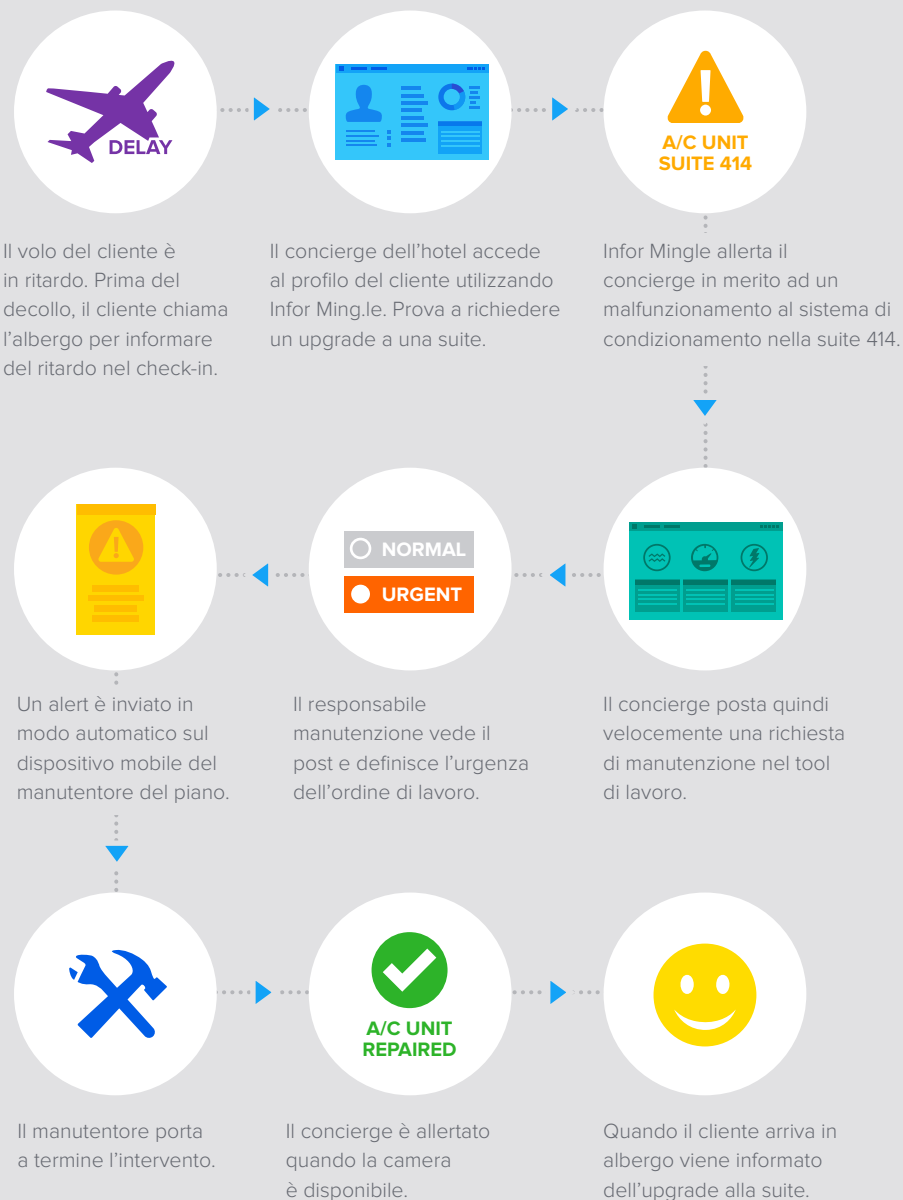 DELAY
A/C UNIT
SUITE 414
Il volo del cliente è
in ritardo. Prima del
decollo, il cliente chiama
l’albergo per informare
del ritardo nel check-in.
Il concierge dell’hotel accede
al profilo del cliente utilizzando
Infor Ming.le. Prova a richiedere
un upgrade a una suite.
Infor Mingle allerta il
concierge in merito ad un
malfunzionamento al sistema di
condizionamento nella suite 414.
NORMAL
URGENT
Il concierge posta quindi
velocemente una richiesta
di manutenzione nel tool
di lavoro.
Il responsabile
manutenzione vede il
post e definisce l’urgenza
dell’ordine di lavoro.
Un alert è inviato in
modo automatico sul
dispositivo mobile del
manutentore del piano.
A/C UNIT
REPAIRED
Il manutentore porta
a termine l’intervento.
Il concierge è allertato
quando la camera
è disponibile.
Quando il cliente arriva in
albergo viene informato
dell’upgrade alla suite.